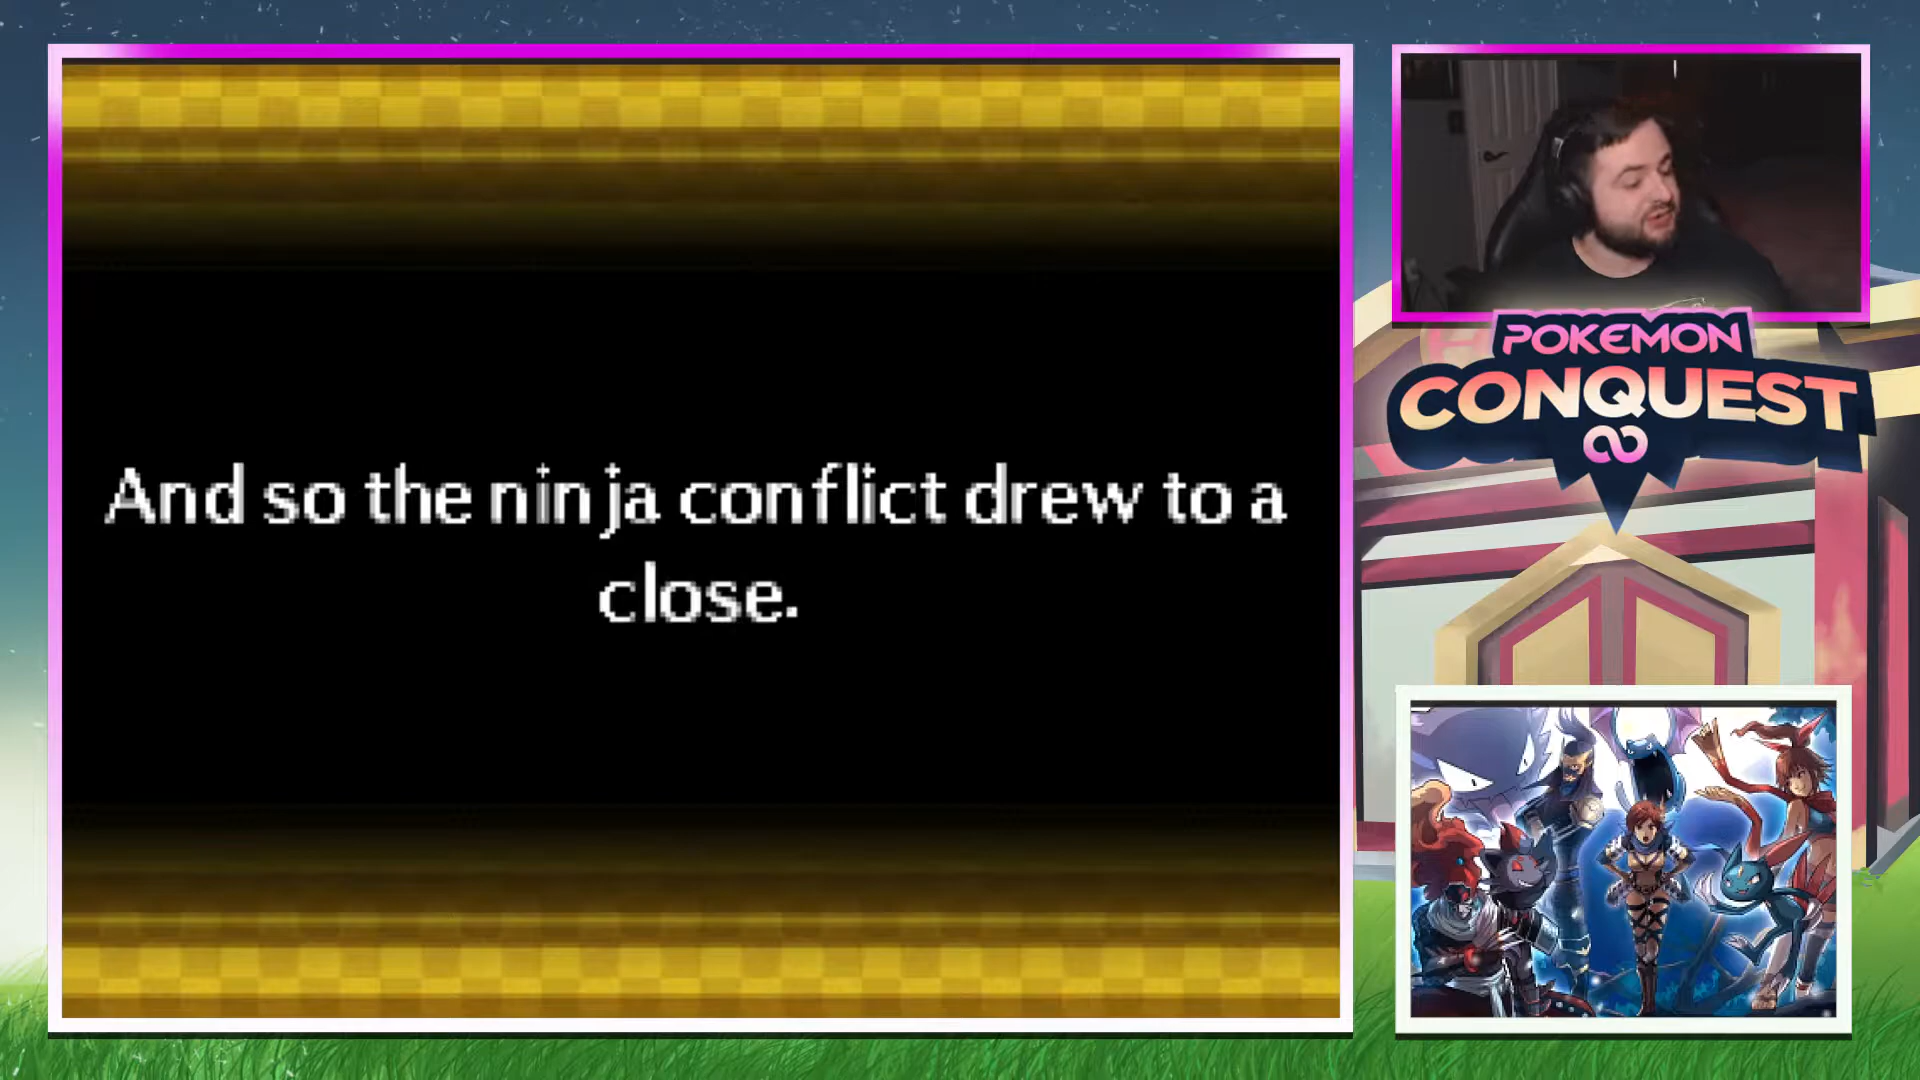 And so the ninja conflict drew to a
close.
POKEMON
CONQUEST
∞